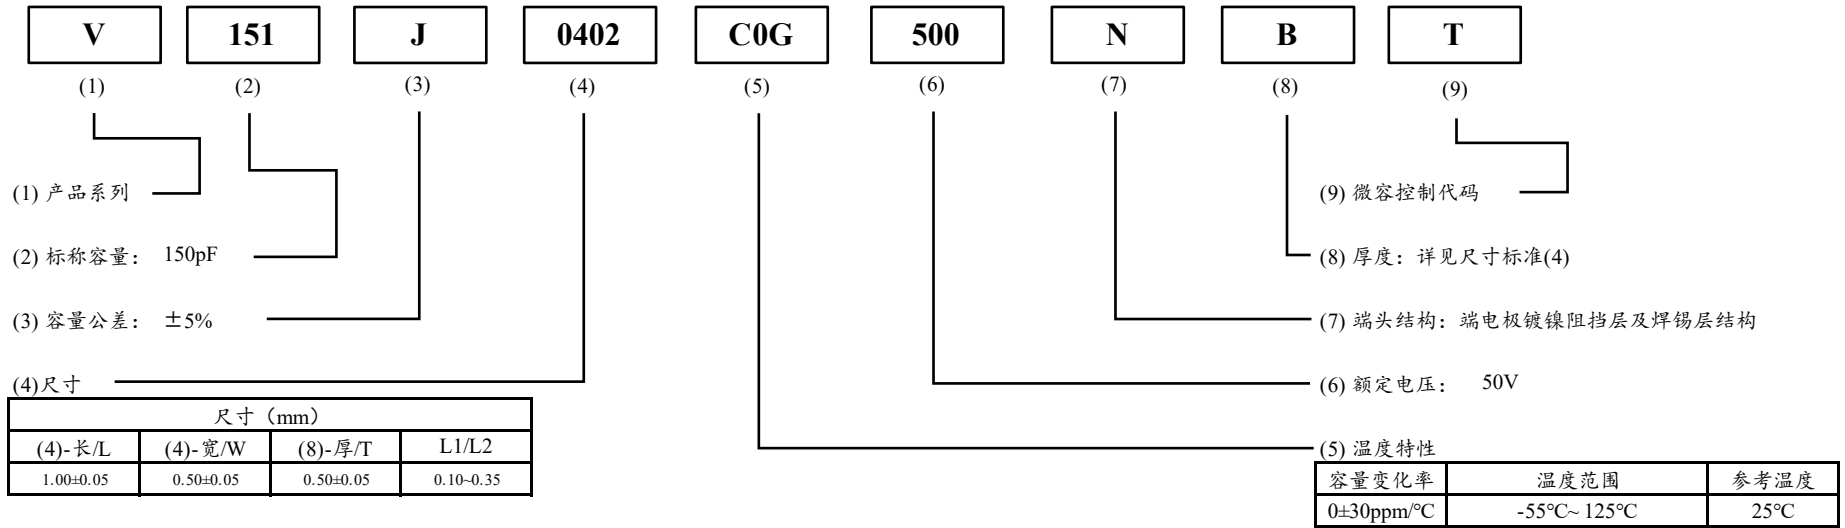 V 151 J 0402 C0G 500 N B T
(1) (2) (3) (4) (5) (6) (7) (8) (9)
(1) 产品系列
(9) 微容控制代码
(2) 标称容量： 150pF
(8) 厚度：详见尺寸标准(4)
(3) 容量公差： ±5%
(7) 端头结构：端电极镀镍阻挡层及焊锡层结构
(4)尺寸
(6) 额定电压： 50V
尺寸（mm）
(4)-长/L (4)-宽/W (8)-厚/T L1/L2
1.00±0.05 0.50±0.05 0.50±0.05 0.10~0.35
(5) 温度特性
容量变化率 温度范围 参考温度
0±30ppm/°C -55°C~ 125°C 25°C